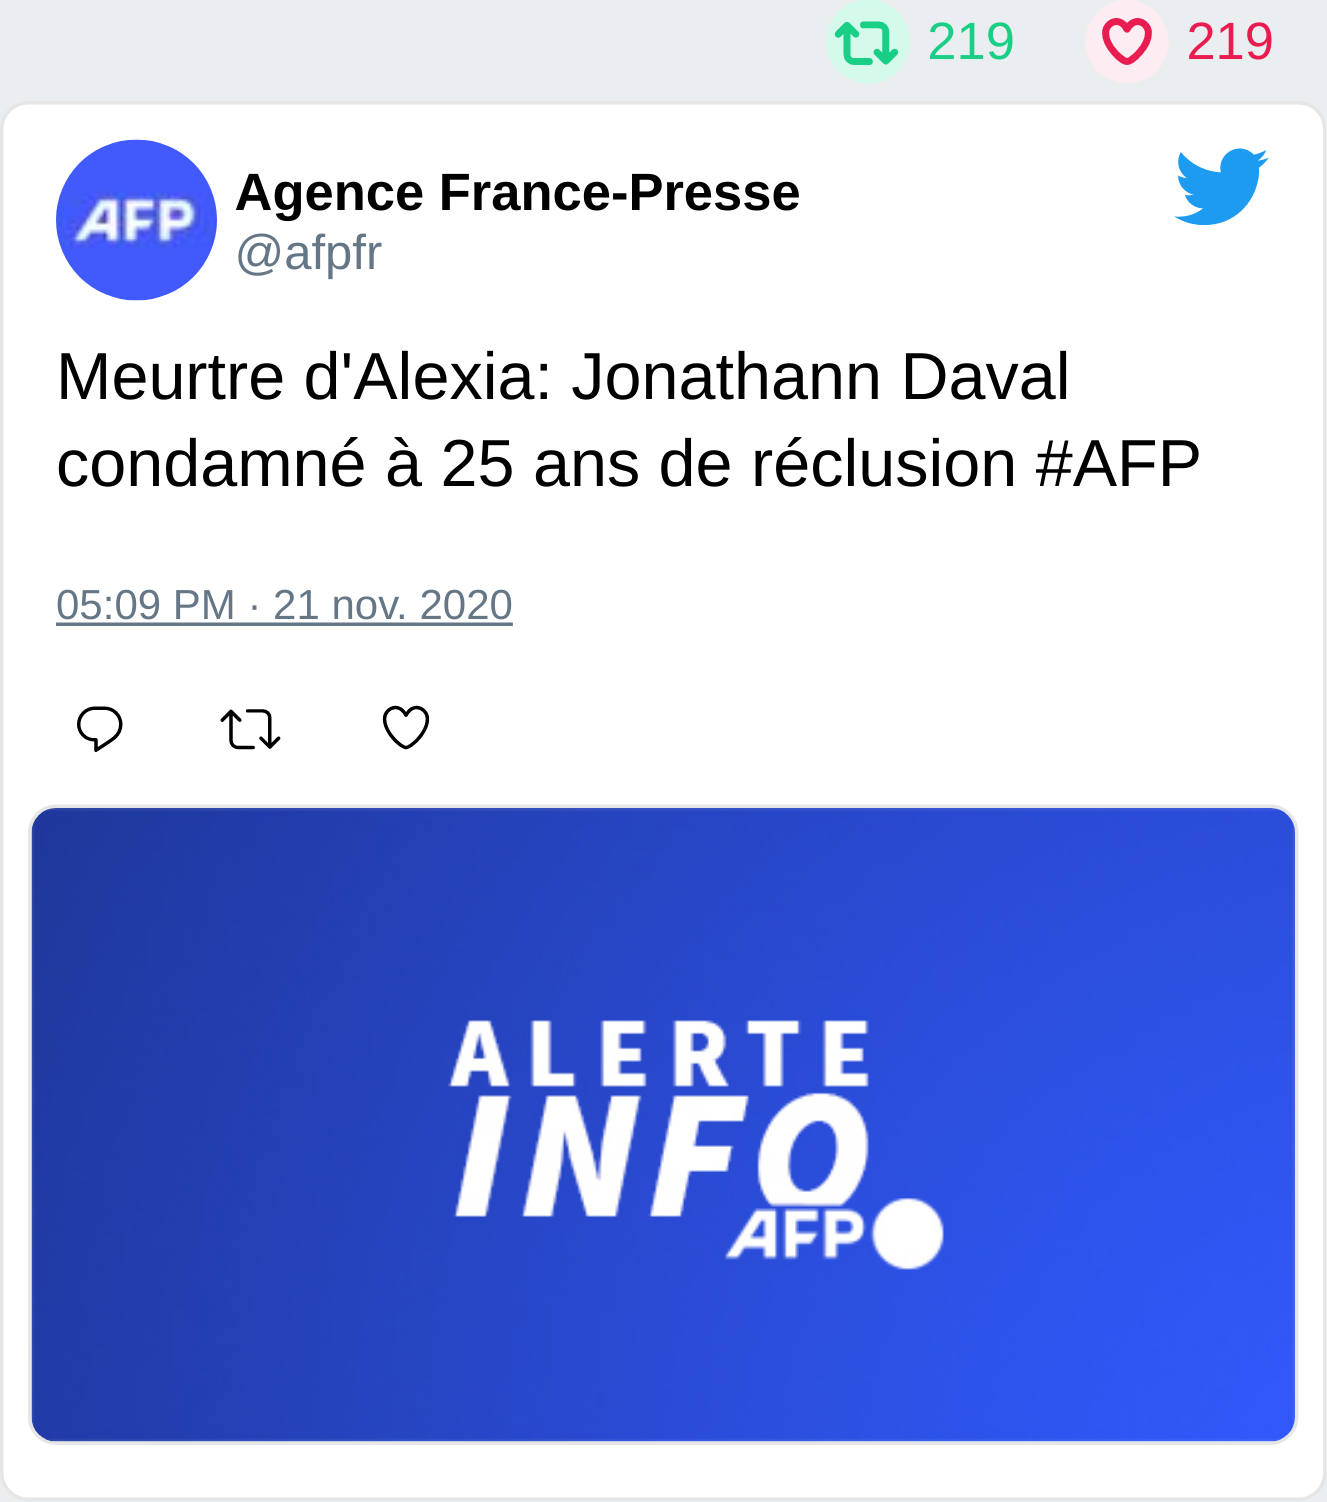 219 219
AFP
Agence France-Presse
@afpfr
Meurtre d'Alexia: Jonathann Daval
condamné à 25 ans de réclusion #AFP
05:09 PM · 21 nov. 2020
ALERTE
INFO
AFP